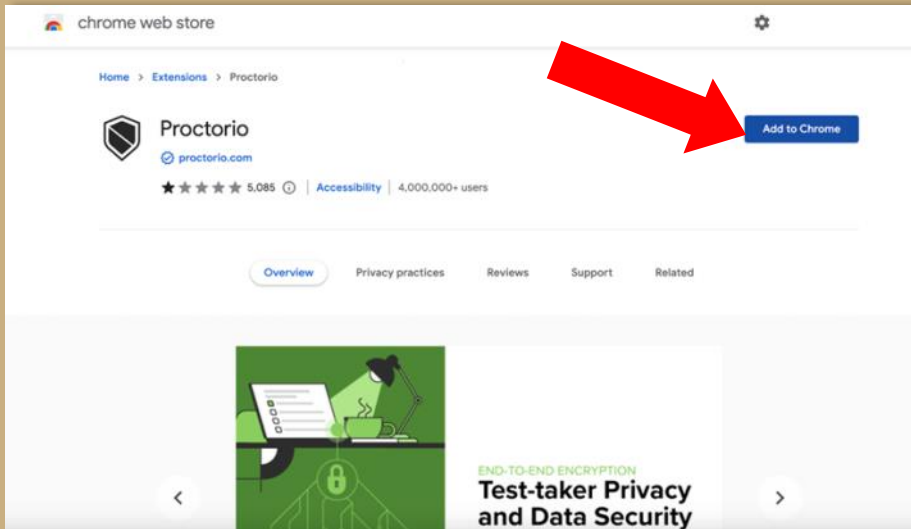 chrome web store
Home > Extensions > Proctorio
Proctorio
Add to Chrome
proctorio.com
5,085 | Accessibility | 4,000,000+ users
Overview Privacy practices Reviews Support Related
END-TO-END ENCRYPTION
Test-taker Privacy
and Data Security